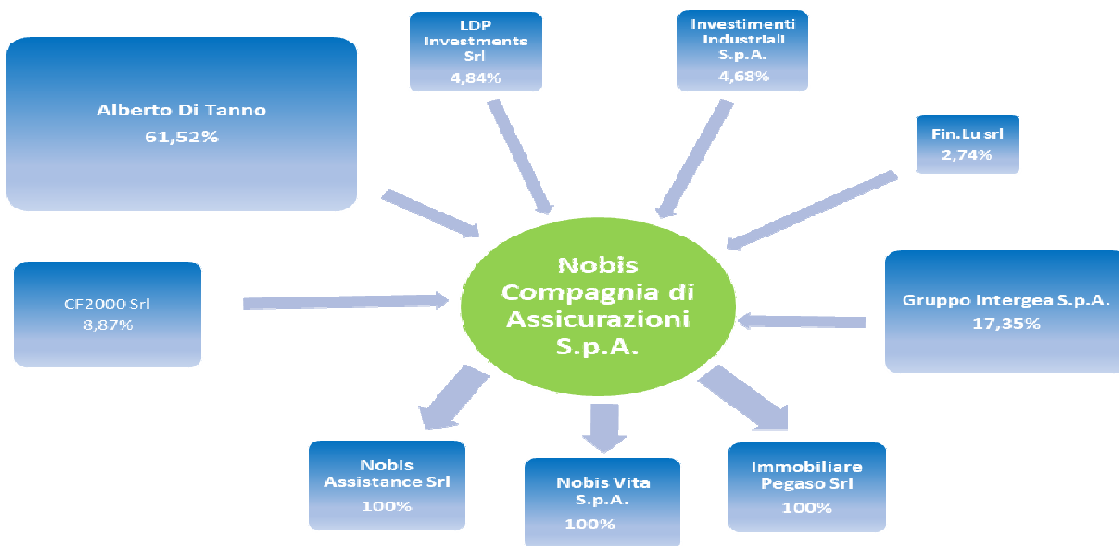 LDP
Investments
Srl
4,84%
Investimenti
Industriali
S.p.A.
4,68%
Alberto Di Tanno
61,52%
Fin.Lu srl
2,74%
Nobis
Compagnia di
Assicurazioni
S.p.A.
CF2000 Srl
8,87%
Gruppo Intergea S.p.A.
17,35%
Nobis
Assistance Srl
100%
Nobis Vita
S.p.A.
100%
Immobiliare
Pegaso Srl
100%